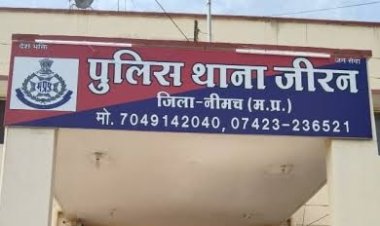 देश भक्ति जन सेवा
पुलिस थाना जीरन
जिला-नीमच (म.प्र.)
मो. 7049142040, 07423-236521